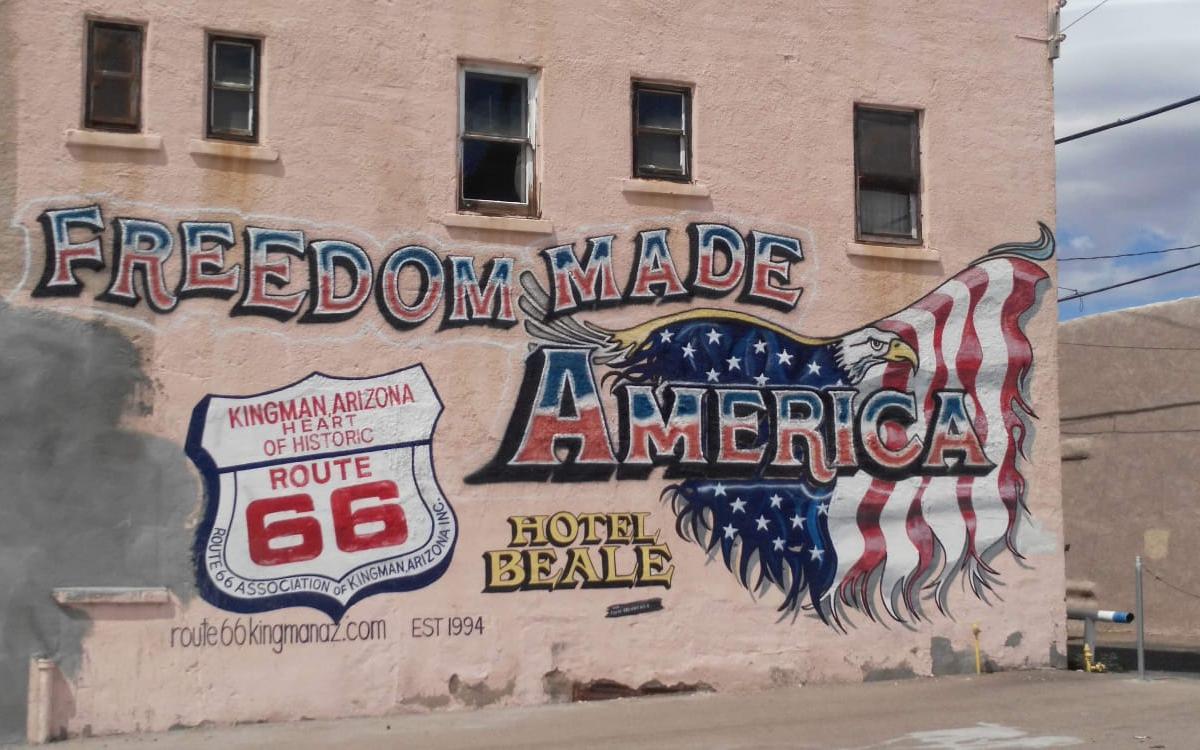 FREEDOM MADE
AMERICA
KINGMAN, ARIZONA
HEART
OF HISTORIC
ROUTE
66
ROUTE 66 ASSOCIATION OF KINGMAN, ARIZONA INC.
HOTEL
BEALE
route66kingmanaz.com EST 1994